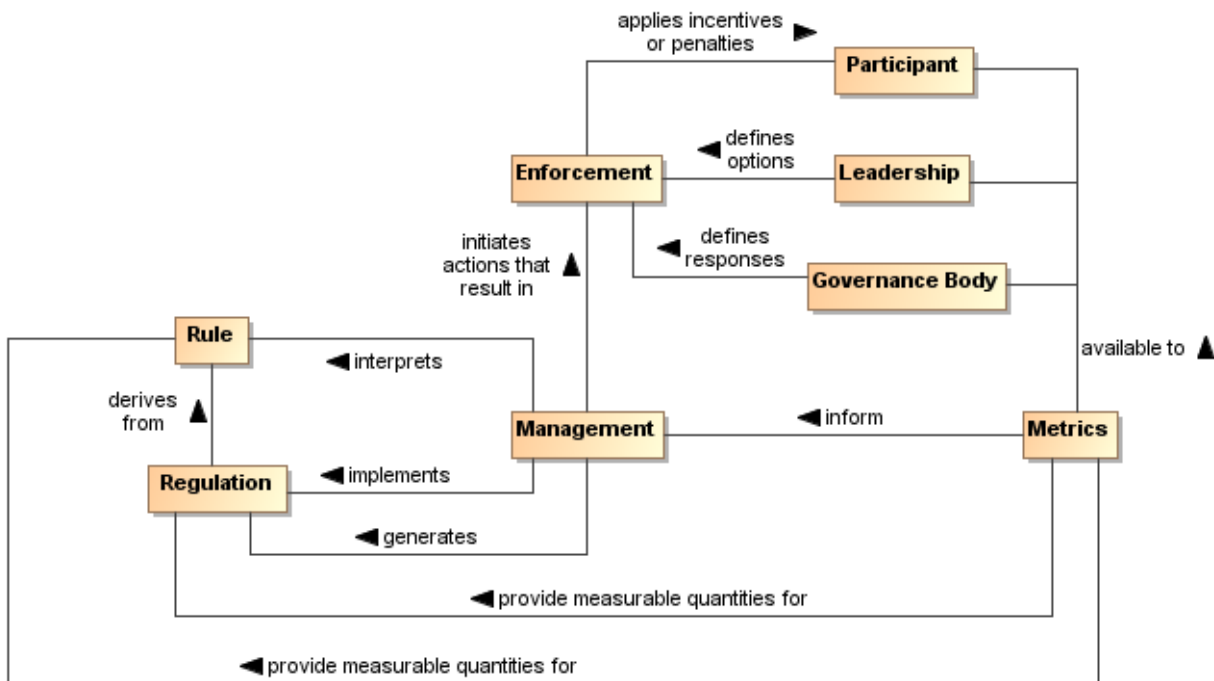 applies incentives
or penalties
Participant
defines
options
Enforcement
Leadership
defines
responses
Governance Body
initiates
actions that
result in
Rule
interprets
available to
derives
from
Management
inform
Metrics
Regulation
implements
generates
provide measurable quantities for
provide measurable quantities for